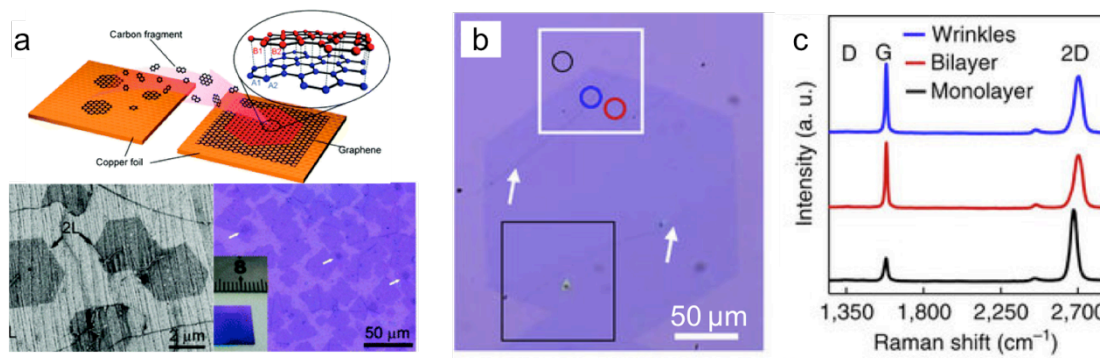 a
Carbon fragment
B1
B2
A1
A2
Graphene
Copper foil
2L
2 μm
8
50 μm
b
50 μm
c
D
G
2D
Wrinkles
Bilayer
Monolayer
Intensity (a. u.)
1,350
1,800
2,250
2,700
Raman shift (cm⁻¹)